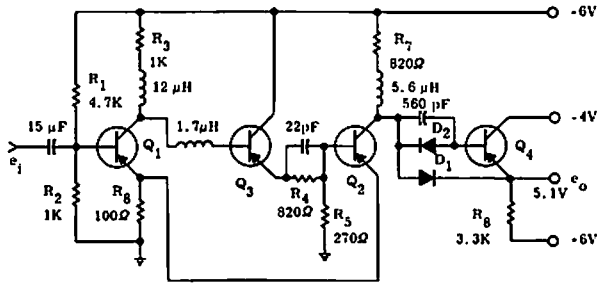 -6V
R3
1K
12 μH
R7
820Ω
5.6 μH
560 pF
R1
4.7K
15 μF
ei
Q1
1.7μH
Q3
22pF
Q2
D2
D1
Q4
-4V
R2
1K
R8
100Ω
R4
820Ω
R5
270Ω
eo
5.1V
R8
3.3K
-6V